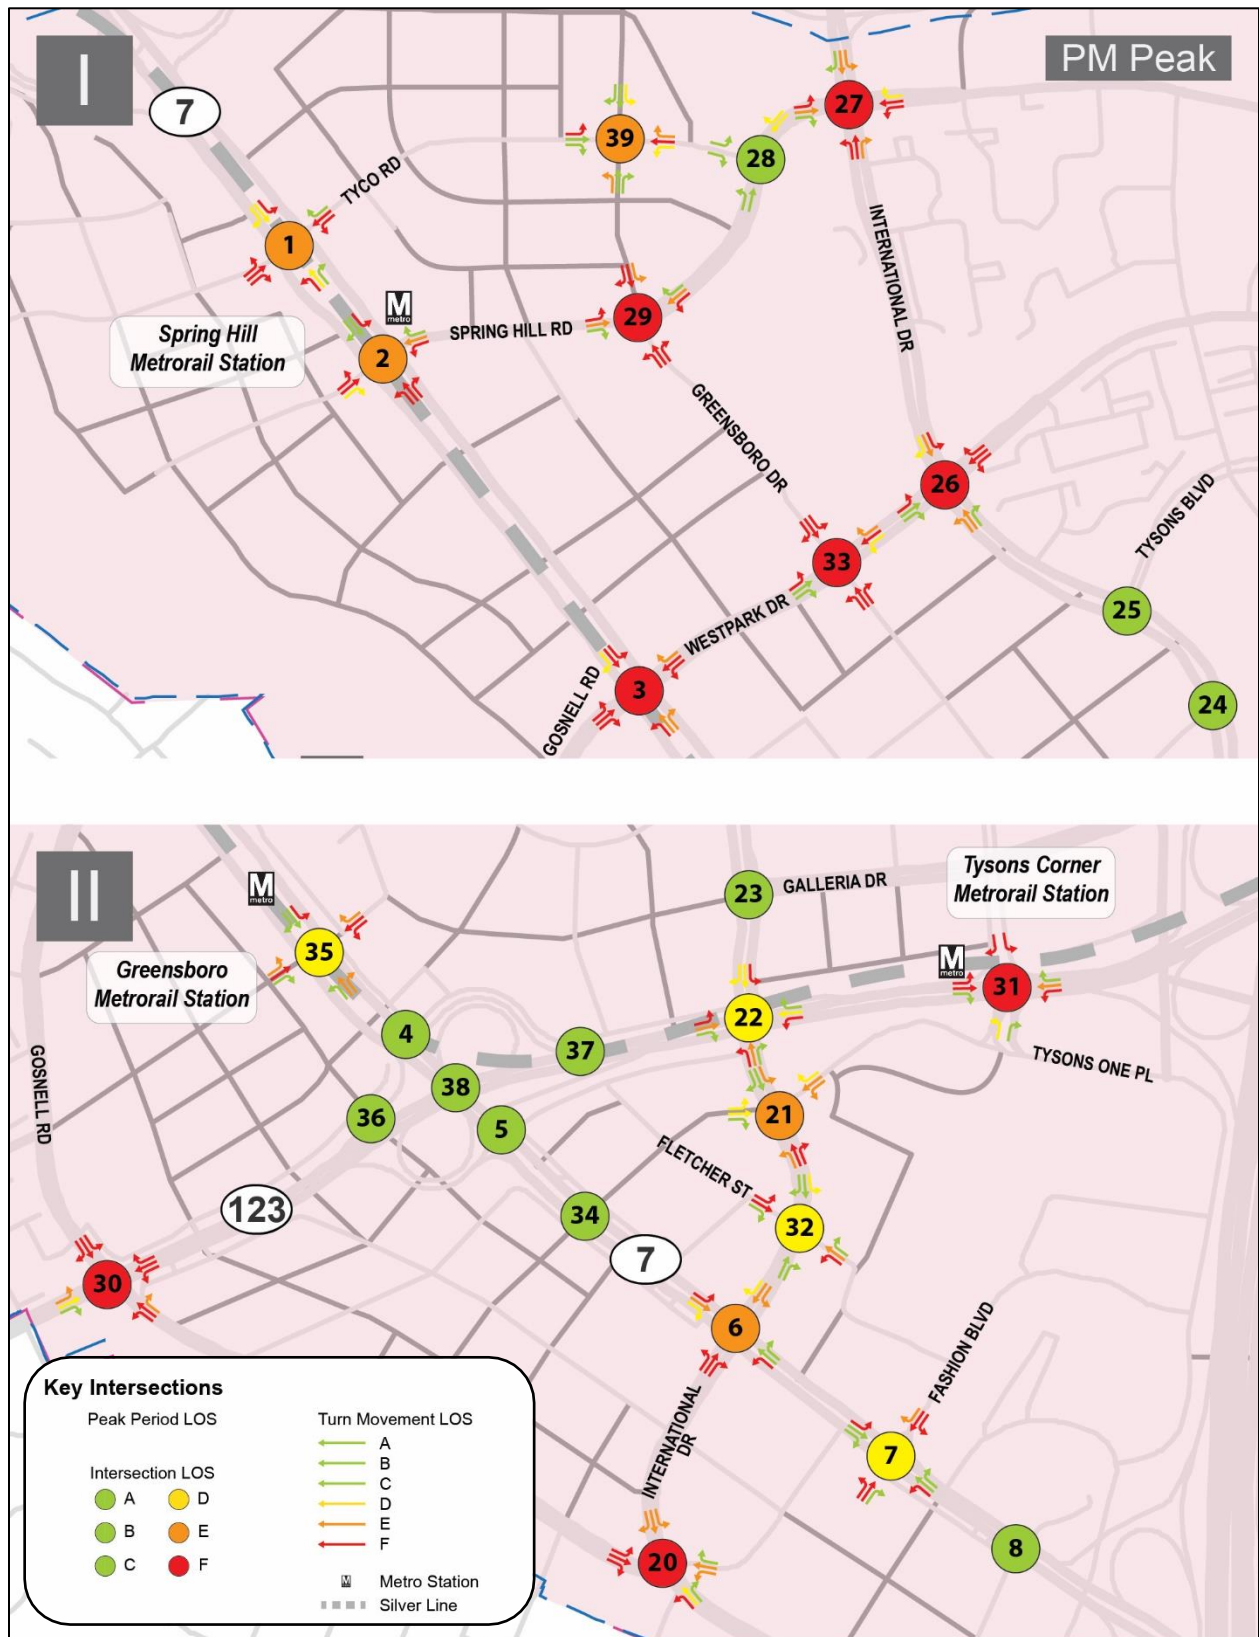 I
PM Peak
7
27
39
28
TYCO RD
1
INTERNATIONAL DR
M
metro
29
SPRING HILL RD
Spring Hill
Metrorail Station
2
GREENSBORO DR
26
TYSONS BLVD
33
25
WESTPARK DR
3
24
GOSNELL RD
II
Tysons Corner
Metrorail Station
M
metro
23
GALLERIA DR
35
M
metro
Greensboro
Metrorail Station
31
22
4
37
GOSNELL RD
TYSONS ONE PL
38
36
5
21
FLETCHER ST
123
34
32
7
30
6
FASHION BLVD
INTERNATIONAL
DR
7
8
20
Key Intersections
Peak Period LOS
Turn Movement LOS
A
B
C
D
E
F
Intersection LOS
A
D
B
E
C
F
M
Metro Station
Silver Line